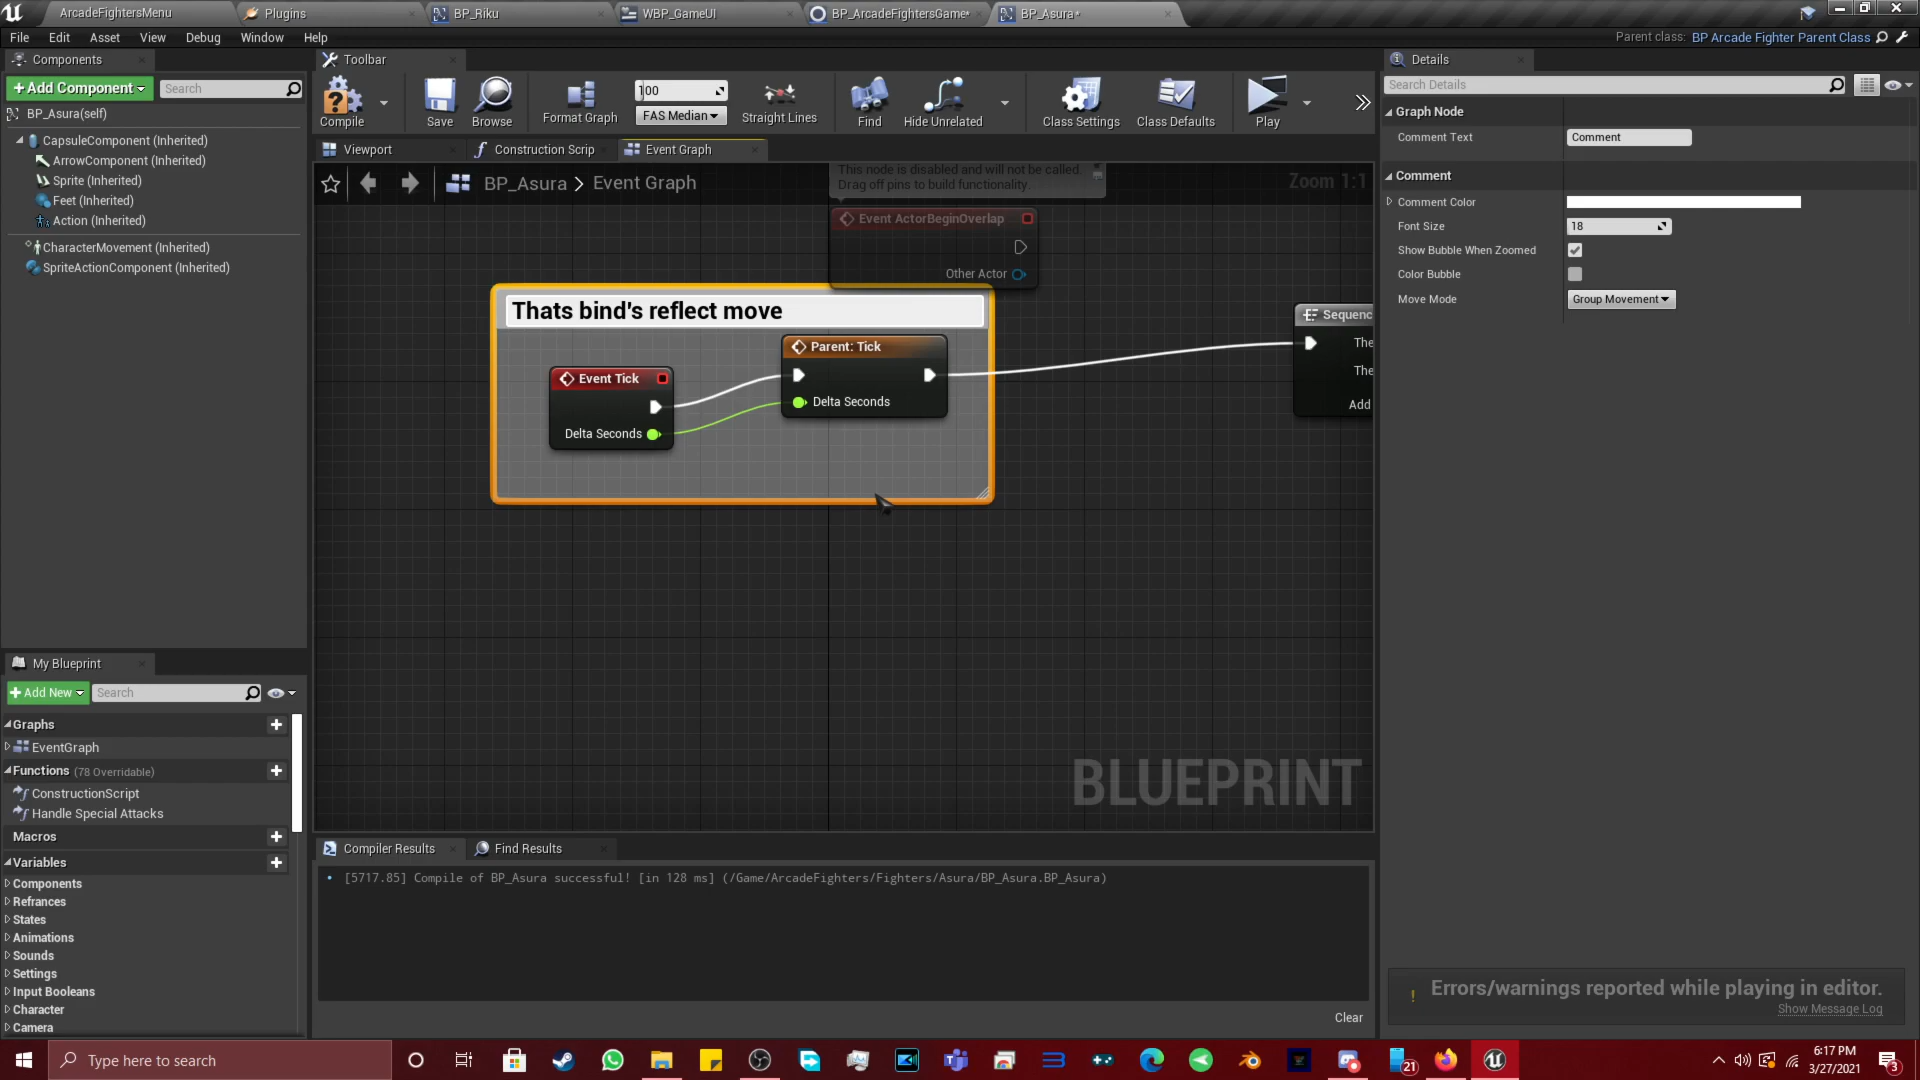 ArcadeFightersMenu
Plugins
BP_Riku
WBP_GameUI
BP_ArcadeFightersGame*
BP_Asura*
File Edit Asset View Debug Window Help
Parent class: BP Arcade Fighter Parent Class
Components
+Add Component
Search
BP_Asura(self)
CapsuleComponent (Inherited)
ArrowComponent (Inherited)
Sprite (Inherited)
Feet (Inherited)
Action (Inherited)
CharacterMovement (Inherited)
SpriteActionComponent (Inherited)
Toolbar
Compile
Save
Browse
Format Graph
100
FAS Median
Straight Lines
Find
Hide Unrelated
Class Settings
Class Defaults
Play
Viewport
Construction Scrip
Event Graph
BP_Asura > Event Graph
Zoom 1:1
This node is disabled and will not be called.
Drag off pins to build functionality.
Event ActorBeginOverlap
Other Actor
Thats bind's reflect move
Event Tick
Delta Seconds
Parent: Tick
Delta Seconds
Sequenc
The
The
Add
BLUEPRINT
Details
Search Details
Graph Node
Comment Text
Comment
Comment
Comment Color
Font Size
18
Show Bubble When Zoomed
Color Bubble
Move Mode
Group Movement
My Blueprint
+Add New
Search
Graphs
EventGraph
Functions (78 Overridable)
ConstructionScript
Handle Special Attacks
Macros
Variables
Components
Refrances
States
Animations
Sounds
Settings
Input Booleans
Character
Camera
Compiler Results
Find Results
[5717.85] Compile of BP_Asura successful! [in 128 ms] (/Game/ArcadeFighters/Fighters/Asura/BP_Asura.BP_Asura)
Clear
! Errors/warnings reported while playing in editor.
Show Message Log
Type here to search
21
6:17 PM
3/27/2021
3